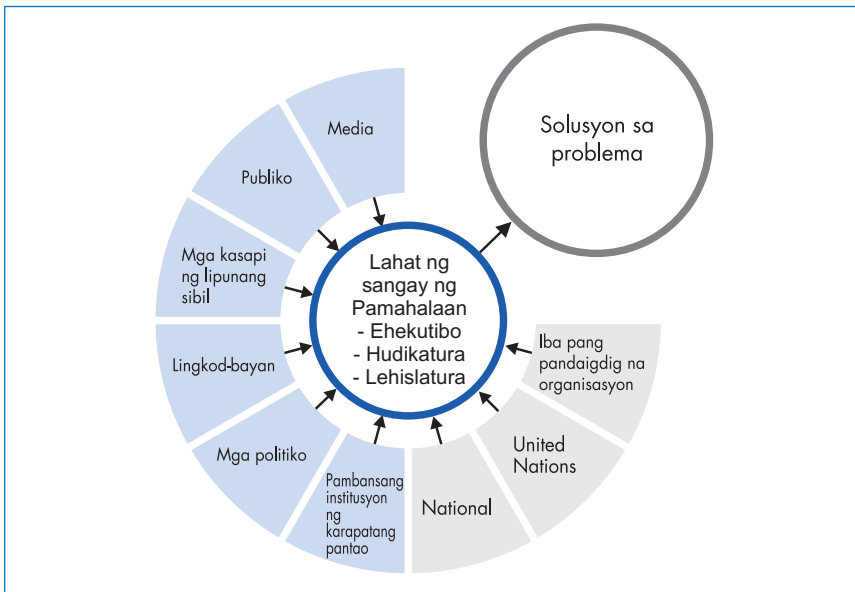 Media
Publiko
Mga kasapi
ng lipunang
sibil
Lingkod-bayan
Mga politiko
Pambansang
institusyon
ng
karapatang
pantao
National
United
Nations
Iba pang
pandaigdig na
organisasyon
Lahat ng
sangay ng
Pamahalaan
- Ehekutibo
- Hudikatura
- Lehislatura
Solusyon sa
problema